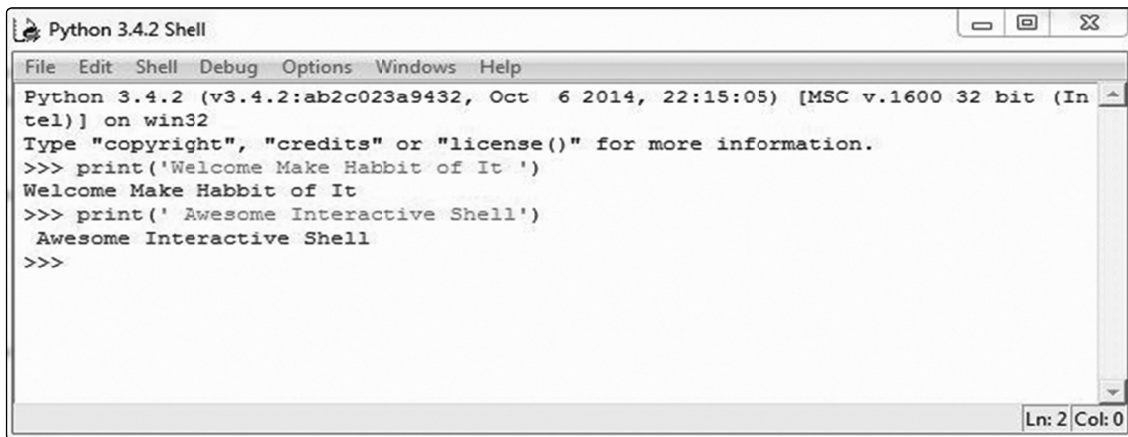 Python 3.4.2 Shell
File Edit Shell Debug Options Windows Help
Python 3.4.2 (v3.4.2:ab2c023a9432, Oct  6 2014, 22:15:05) [MSC v.1600 32 bit (In
tel)] on win32
Type "copyright", "credits" or "license()" for more information.
>>> print('Welcome Make Habbit of It ')
Welcome Make Habbit of It
>>> print(' Awesome Interactive Shell')
 Awesome Interactive Shell
>>>
Ln: 2 Col: 0